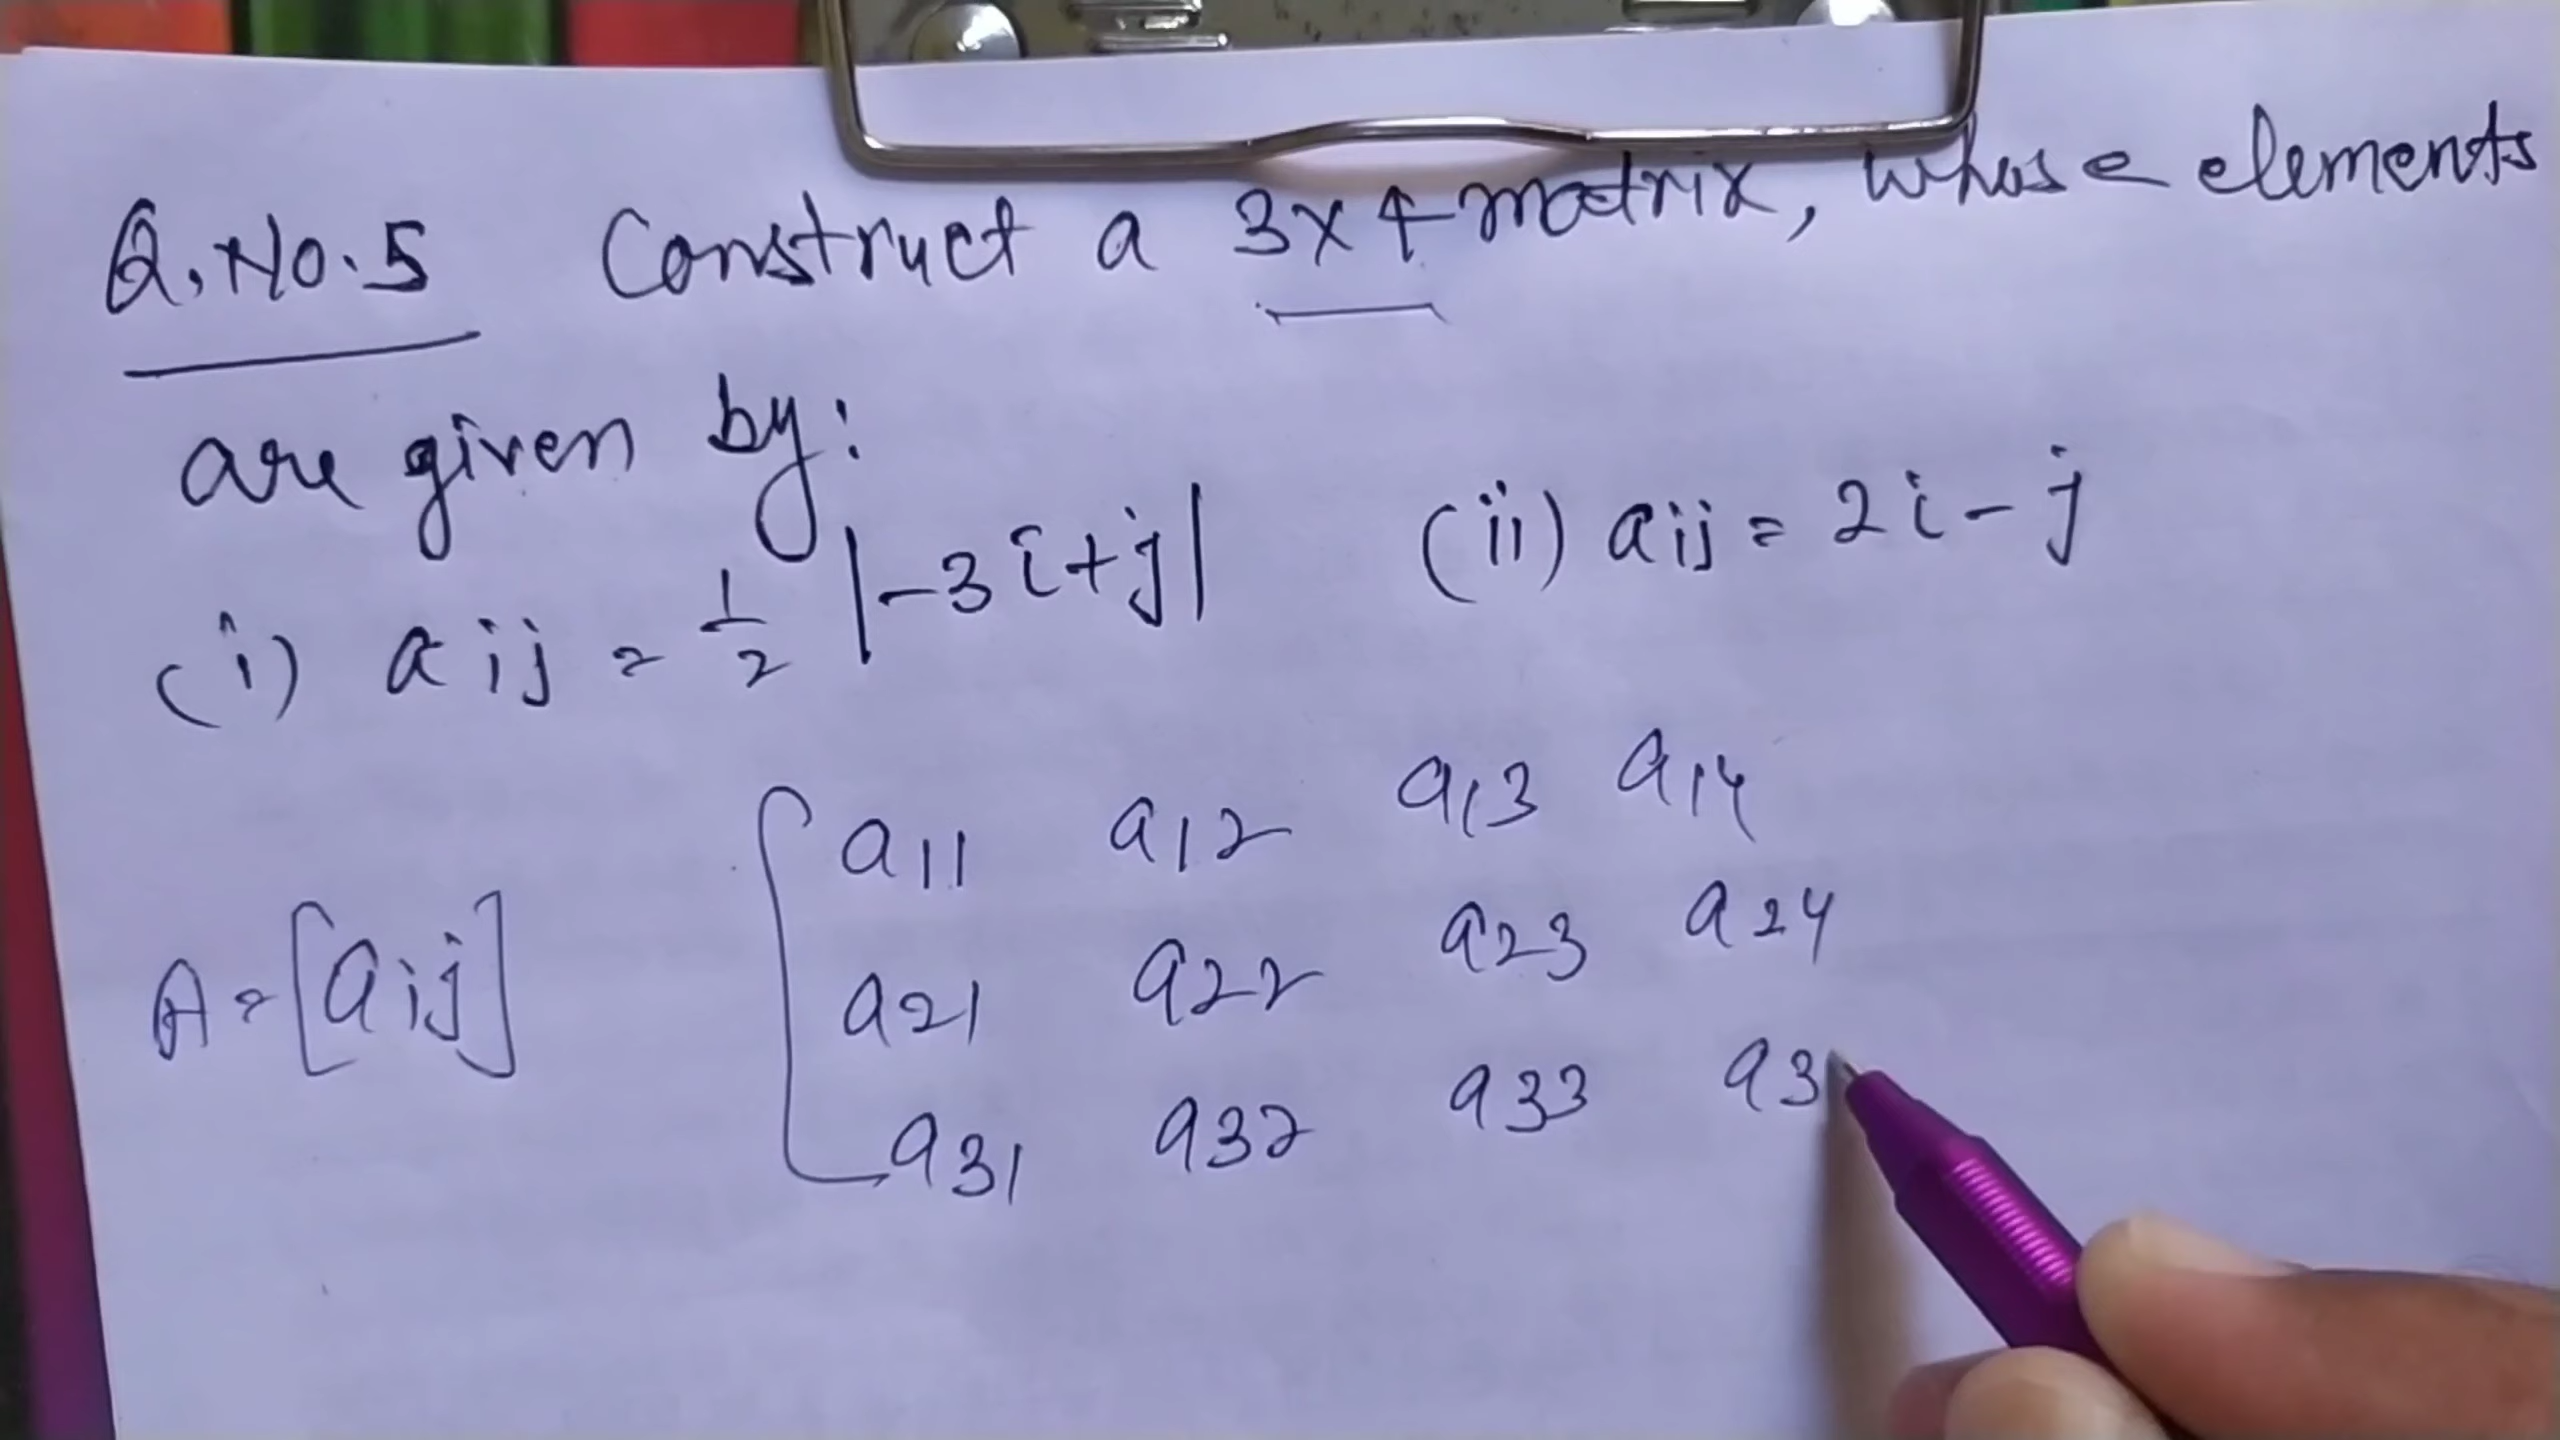 Q.No.5 Construct a 3x4 matrix, whose elements
are given by:
(i) aij = 1/2 |-3i+j| (ii) aij = 2i-j
a11 a12 a13 a14
A=[aij] a21 a22 a23 a24
a31 a32 a33 a3